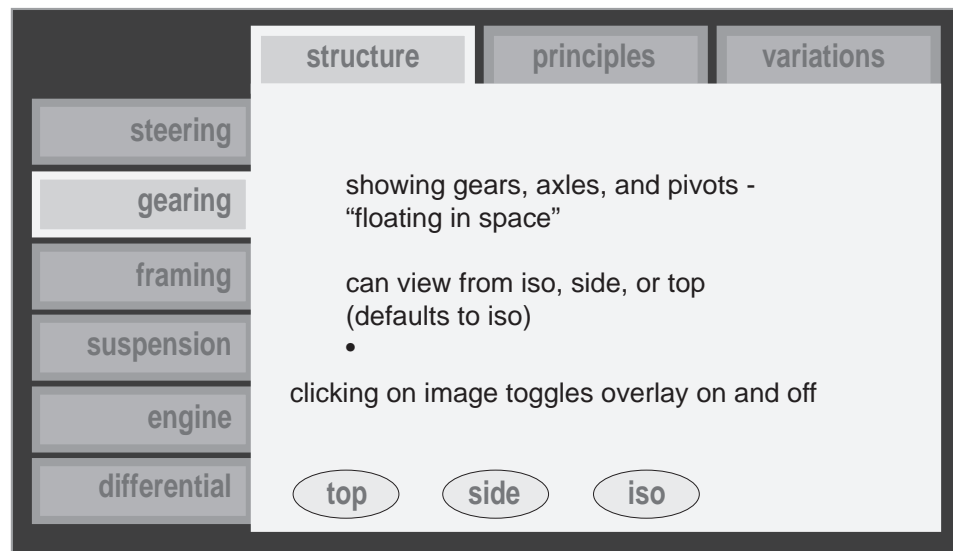 structure
principles
variations
steering
gearing
framing
suspension
engine
differential
showing gears, axles, and pivots -
“floating in space”
can view from iso, side, or top
(defaults to iso)
•
clicking on image toggles overlay on and off
top
side
iso